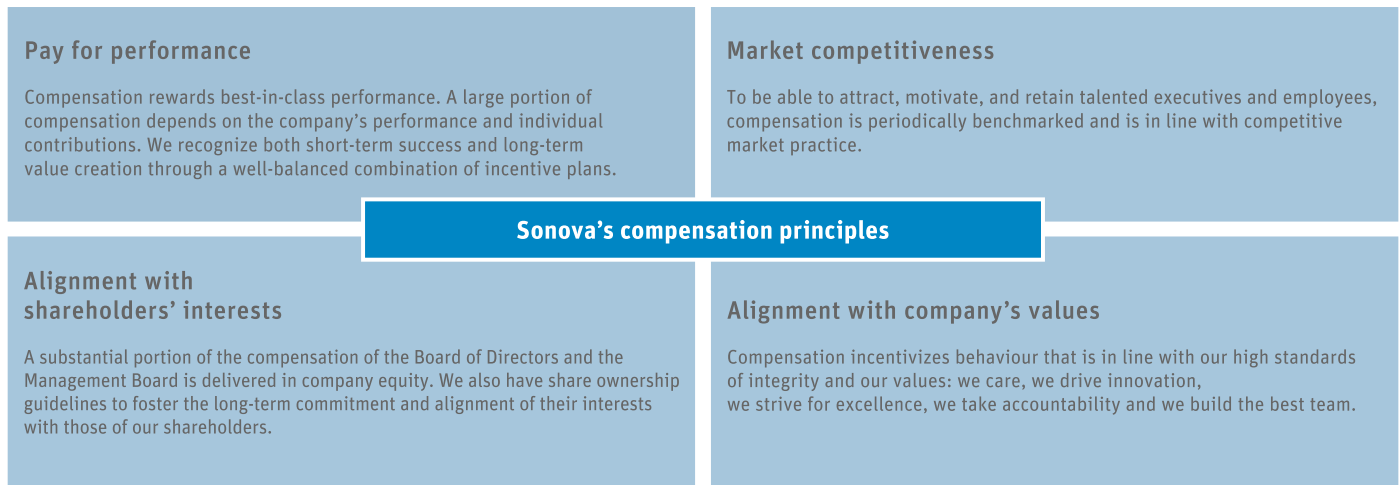 Pay for performance
Compensation rewards best-in-class performance. A large portion of
compensation depends on the company’s performance and individual
contributions. We recognize both short-term success and long-term
value creation through a well-balanced combination of incentive plans.
Market competitiveness
To be able to attract, motivate, and retain talented executives and employees,
compensation is periodically benchmarked and is in line with competitive
market practice.
Sonova’s compensation principles
Alignment with
shareholders’ interests
A substantial portion of the compensation of the Board of Directors and the
Management Board is delivered in company equity. We also have share ownership
guidelines to foster the long-term commitment and alignment of their interests
with those of our shareholders.
Alignment with company’s values
Compensation incentivizes behaviour that is in line with our high standards
of integrity and our values: we care, we drive innovation,
we strive for excellence, we take accountability and we build the best team.